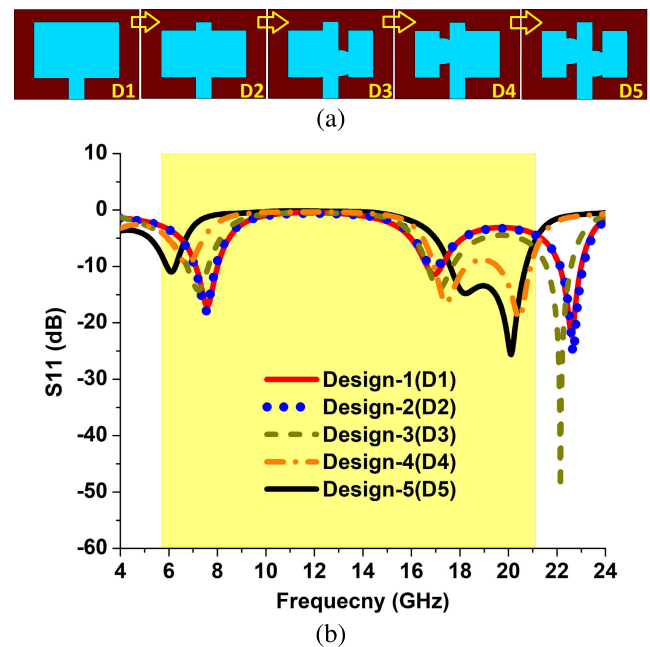 D1 D2 D3 D4 D5
(a)
10
0
-10
-20
-30
-40
-50
-60
S11 (dB)
Design-1(D1)
Design-2(D2)
Design-3(D3)
Design-4(D4)
Design-5(D5)
4 6 8 10 12 14 16 18 20 22 24
Frequecny (GHz)
(b)